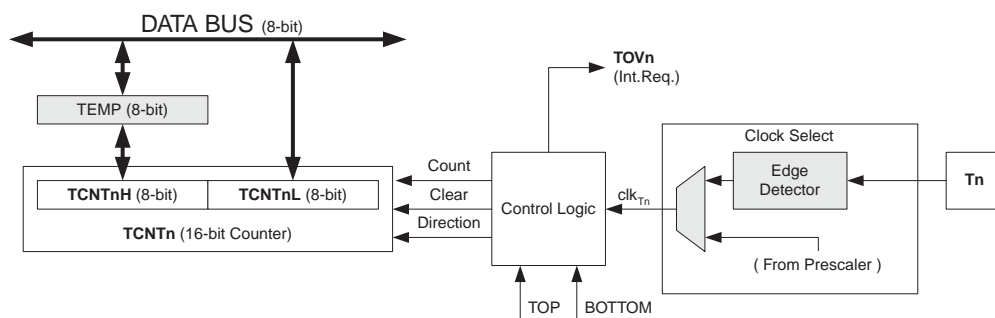 DATA BUS (8-bit)
TOVn
(Int.Req.)
TEMP (8-bit)
Clock Select
Count
Edge
Detector
Tn
TCNTnH (8-bit) TCNTnL (8-bit)
Clear
Control Logic
clkTn
Direction
TCNTn (16-bit Counter)
( From Prescaler )
TOP
BOTTOM